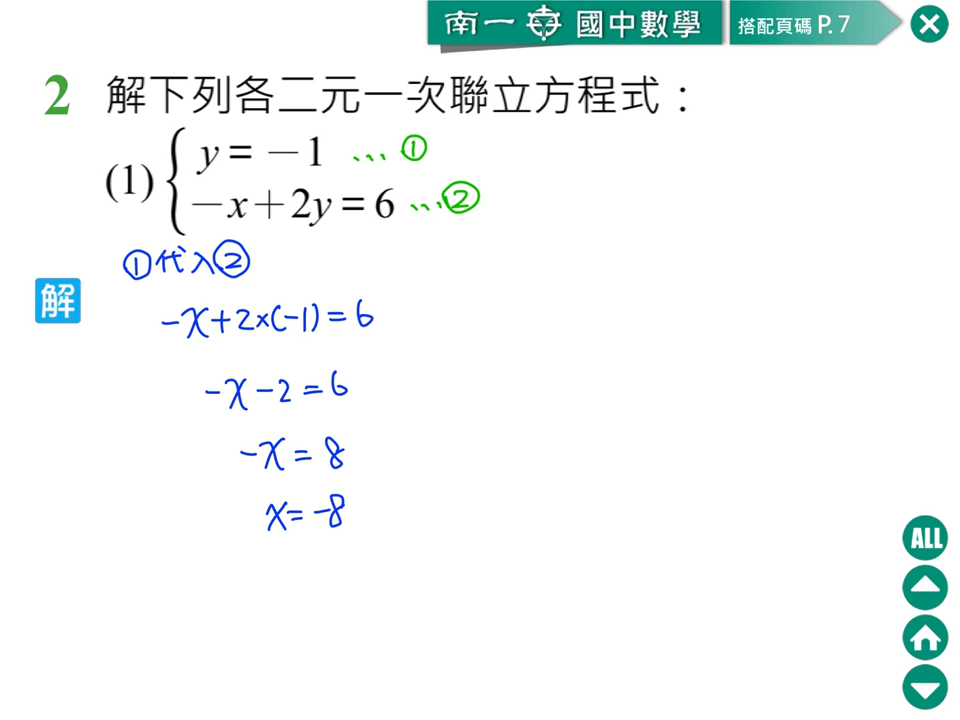 南一 國中數學 搭配頁碼 P. 7
2 解下列各二元一次聯立方程式：
(1) { y = －1 … ①
－x＋2y = 6 … ②
①代入②
解
-x+2×(-1)=6
-x-2=6
-x=8
x=-8
ALL